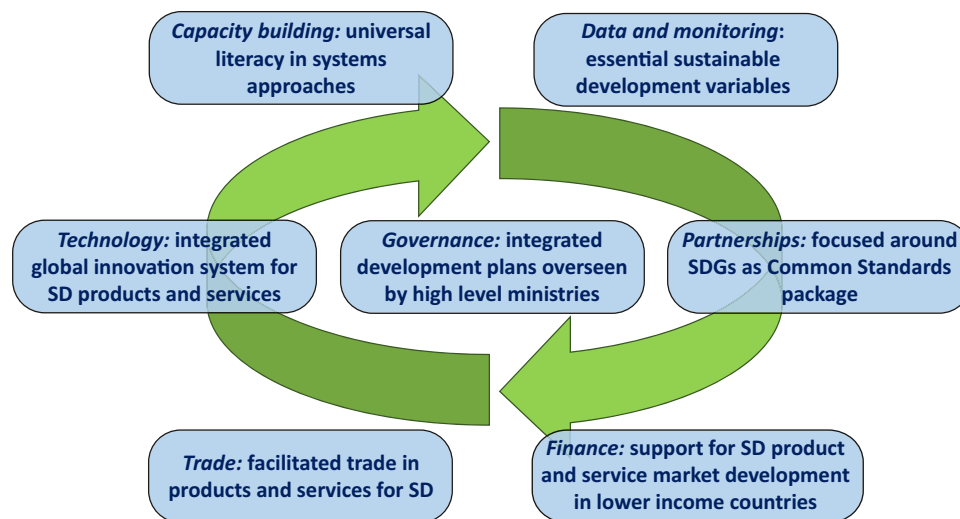 Capacity building: universal
literacy in systems
approaches
Data and monitoring:
essential sustainable
development variables
Technology: integrated
global innovation system for
SD products and services
Governance: integrated
development plans overseen
by high level ministries
Partnerships: focused around
SDGs as Common Standards
package
Trade: facilitated trade in
products and services for SD
Finance: support for SD product
and service market development
in lower income countries